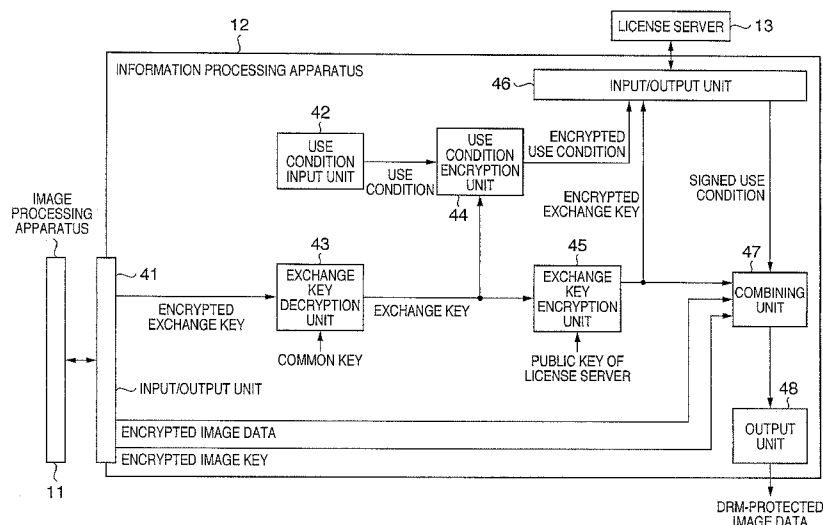 LICENSE SERVER
13
12
INFORMATION PROCESSING APPARATUS
46
INPUT/OUTPUT UNIT
42
USE
CONDITION
INPUT UNIT
USE
CONDITION
USE
CONDITION
ENCRYPTION
UNIT
44
ENCRYPTED
USE CONDITION
ENCRYPTED
EXCHANGE KEY
SIGNED USE
CONDITION
IMAGE
PROCESSING
APPARATUS
41
ENCRYPTED
EXCHANGE KEY
43
EXCHANGE KEY
DECRYPTION
UNIT
EXCHANGE KEY
COMMON KEY
45
EXCHANGE
KEY
ENCRYPTION
UNIT
PUBLIC KEY OF
LICENSE SERVER
47
COMBINING
UNIT
INPUT/OUTPUT UNIT
ENCRYPTED IMAGE DATA
ENCRYPTED IMAGE KEY
48
OUTPUT
UNIT
11
DRM-PROTECTED
IMAGE DATA